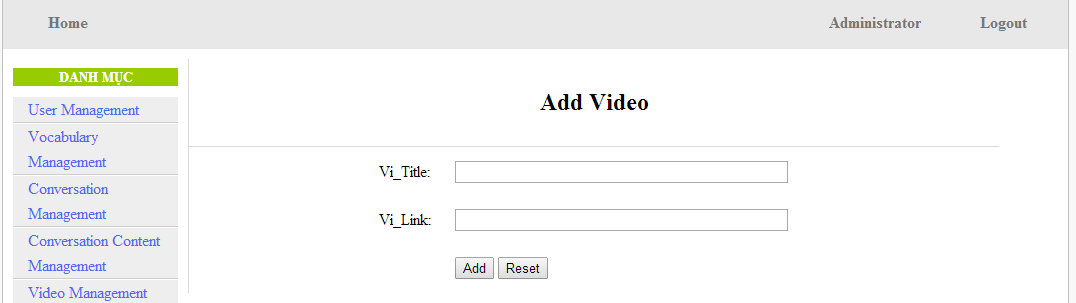 Home Administrator Logout
DANH MỤC
User Management
Vocabulary
Management
Conversation
Management
Conversation Content
Management
Video Management
Add Video
Vi_Title:
Vi_Link:
Add Reset